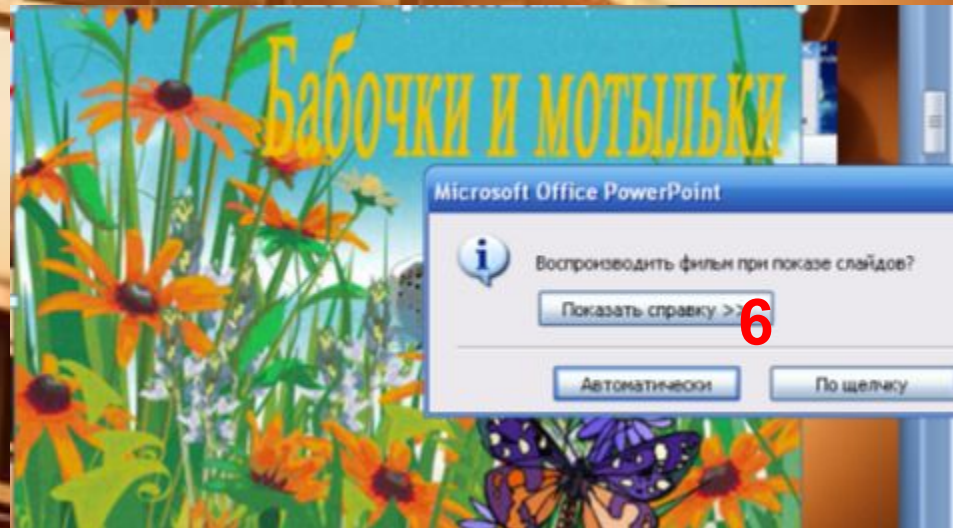 Бабочки и мотыльки
Microsoft Office PowerPoint
Воспроизводить фильм при показе слайдов?
Показать справку >>
6
Автоматически
По щелчку